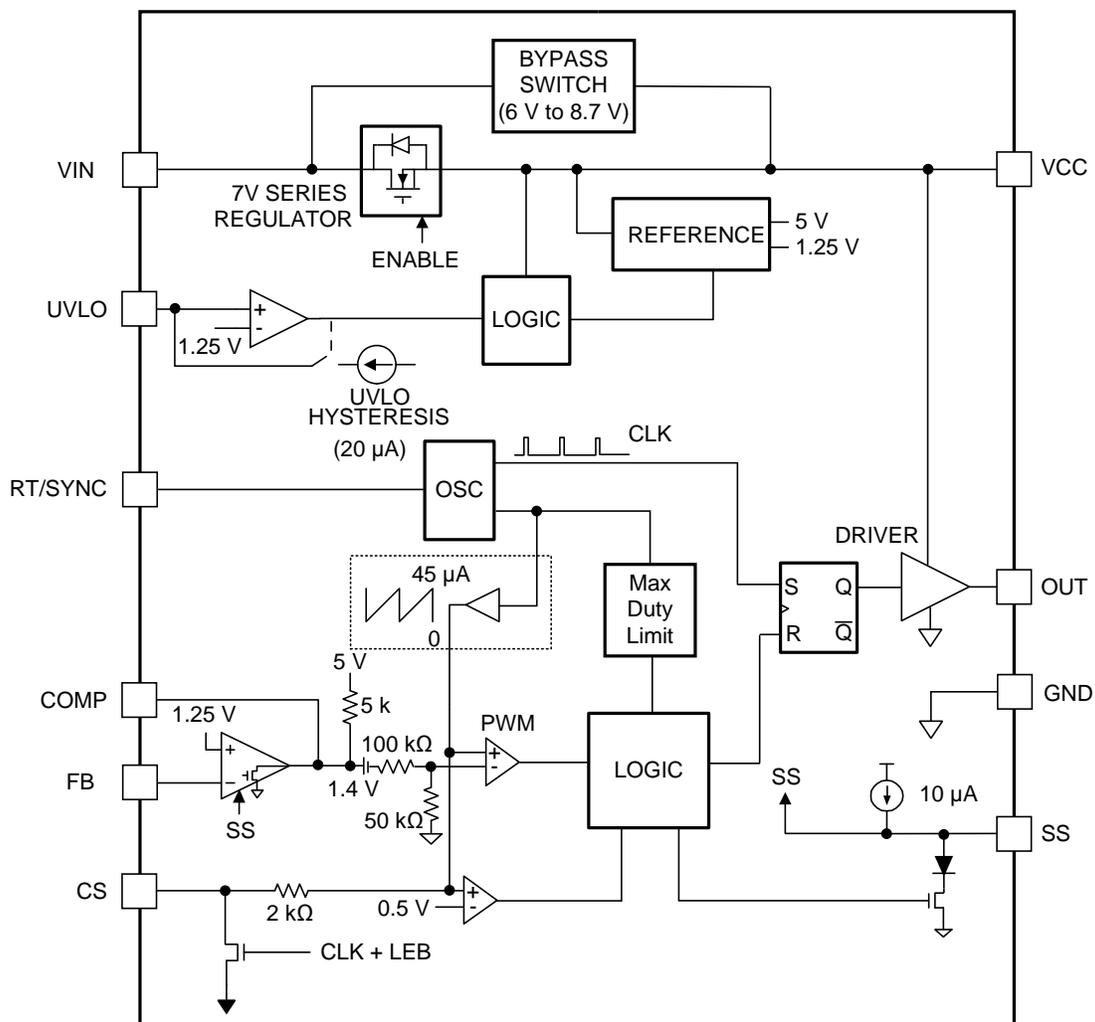 BYPASS
SWITCH
(6 V to 8.7 V)
VIN
VCC
7V SERIES
REGULATOR
ENABLE
REFERENCE
5 V
1.25 V
UVLO
+
-
1.25 V
LOGIC
UVLO
HYSTERESIS
(20 µA)
CLK
RT/SYNC
OSC
DRIVER
45 µA
0
Max
Duty
Limit
S Q
R Q̅
OUT
5 V
5 k
COMP
1.25 V
GND
PWM
100 kΩ
+
-
LOGIC
+
-
FB
1.4 V
50 kΩ
SS
SS
10 µA
SS
CS
2 kΩ
0.5 V
+
-
CLK + LEB